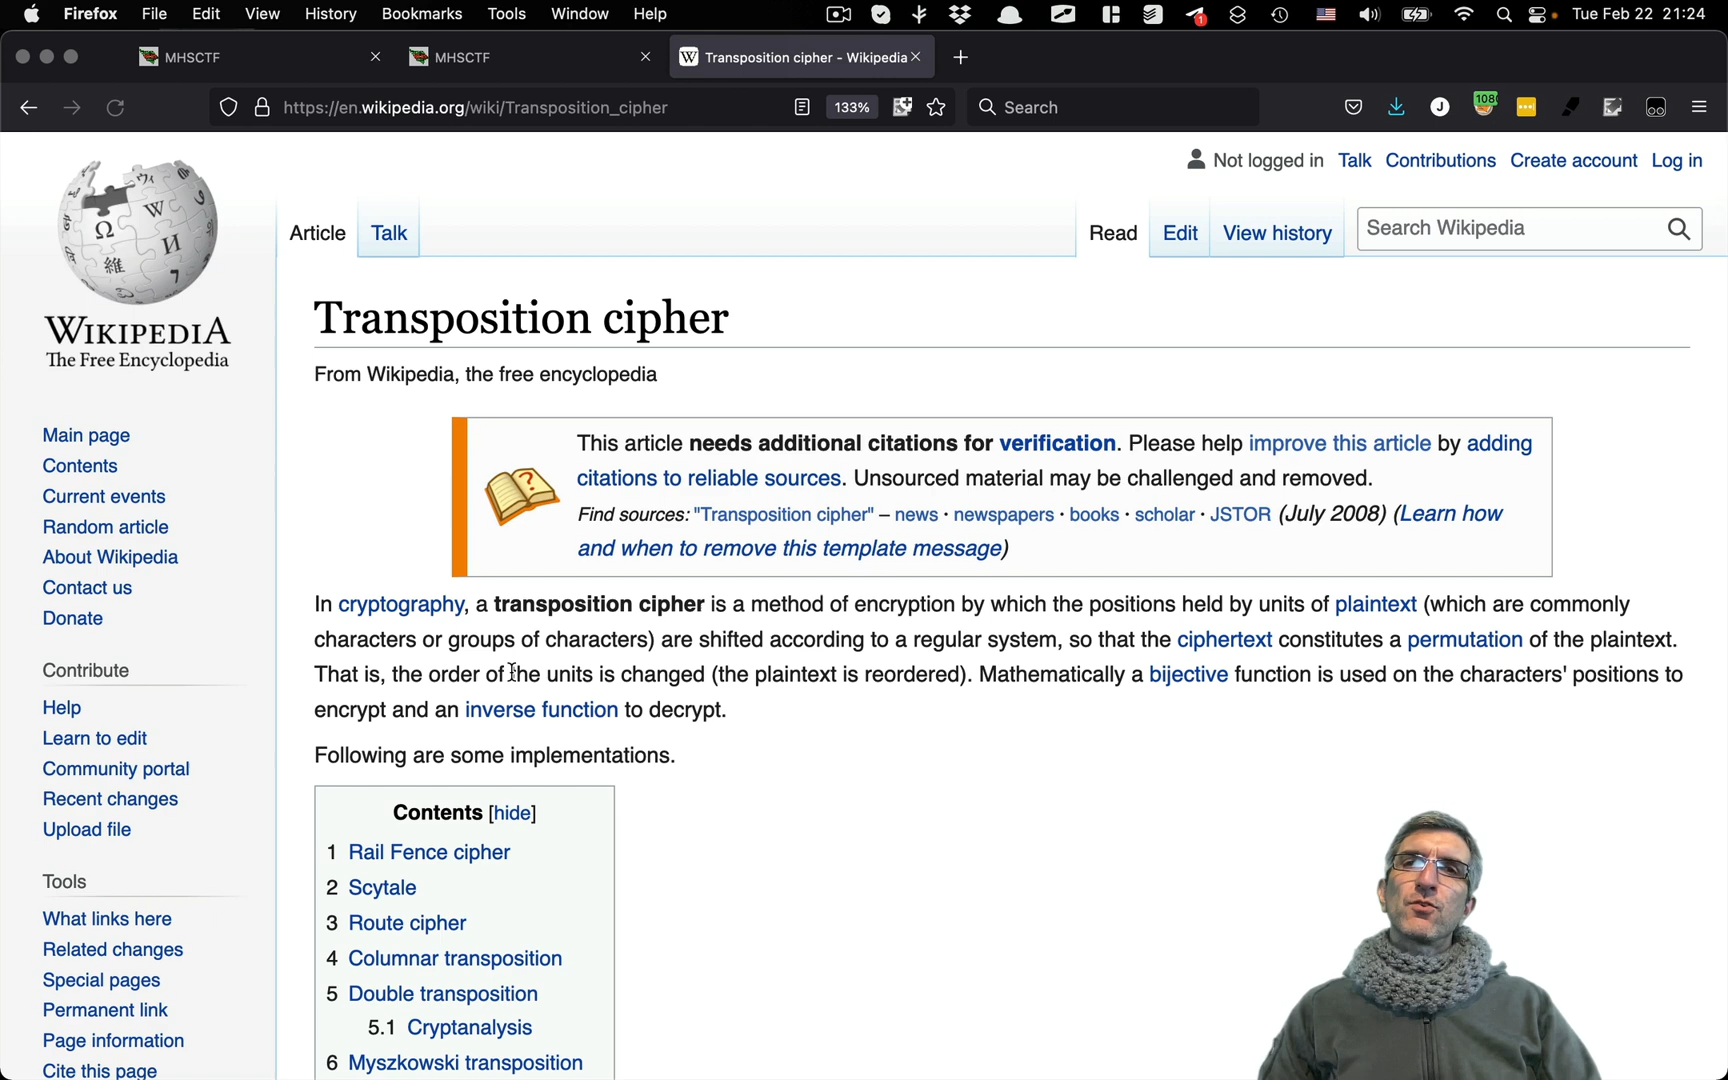 Firefox File Edit View History Bookmarks Tools Window Help 1 Tue Feb 22 21:24
MHSCTF MHSCTF W Transposition cipher - Wikipedia
https://en.wikipedia.org/wiki/Transposition_cipher 133% Search J 108
Not logged in Talk Contributions Create account Log in
Article Talk Read Edit View history Search Wikipedia
WIKIPEDIA
The Free Encyclopedia
Main page
Contents
Current events
Random article
About Wikipedia
Contact us
Donate
Contribute
Help
Learn to edit
Community portal
Recent changes
Upload file
Tools
What links here
Related changes
Special pages
Permanent link
Page information
Cite this page
Transposition cipher
From Wikipedia, the free encyclopedia
This article needs additional citations for verification. Please help improve this article by adding
citations to reliable sources. Unsourced material may be challenged and removed.
Find sources: "Transposition cipher" – news · newspapers · books · scholar · JSTOR (July 2008) (Learn how
and when to remove this template message)
In cryptography, a transposition cipher is a method of encryption by which the positions held by units of plaintext (which are commonly
characters or groups of characters) are shifted according to a regular system, so that the ciphertext constitutes a permutation of the plaintext.
That is, the order of the units is changed (the plaintext is reordered). Mathematically a bijective function is used on the characters' positions to
encrypt and an inverse function to decrypt.
Following are some implementations.
Contents [hide]
1 Rail Fence cipher
2 Scytale
3 Route cipher
4 Columnar transposition
5 Double transposition
5.1 Cryptanalysis
6 Myszkowski transposition